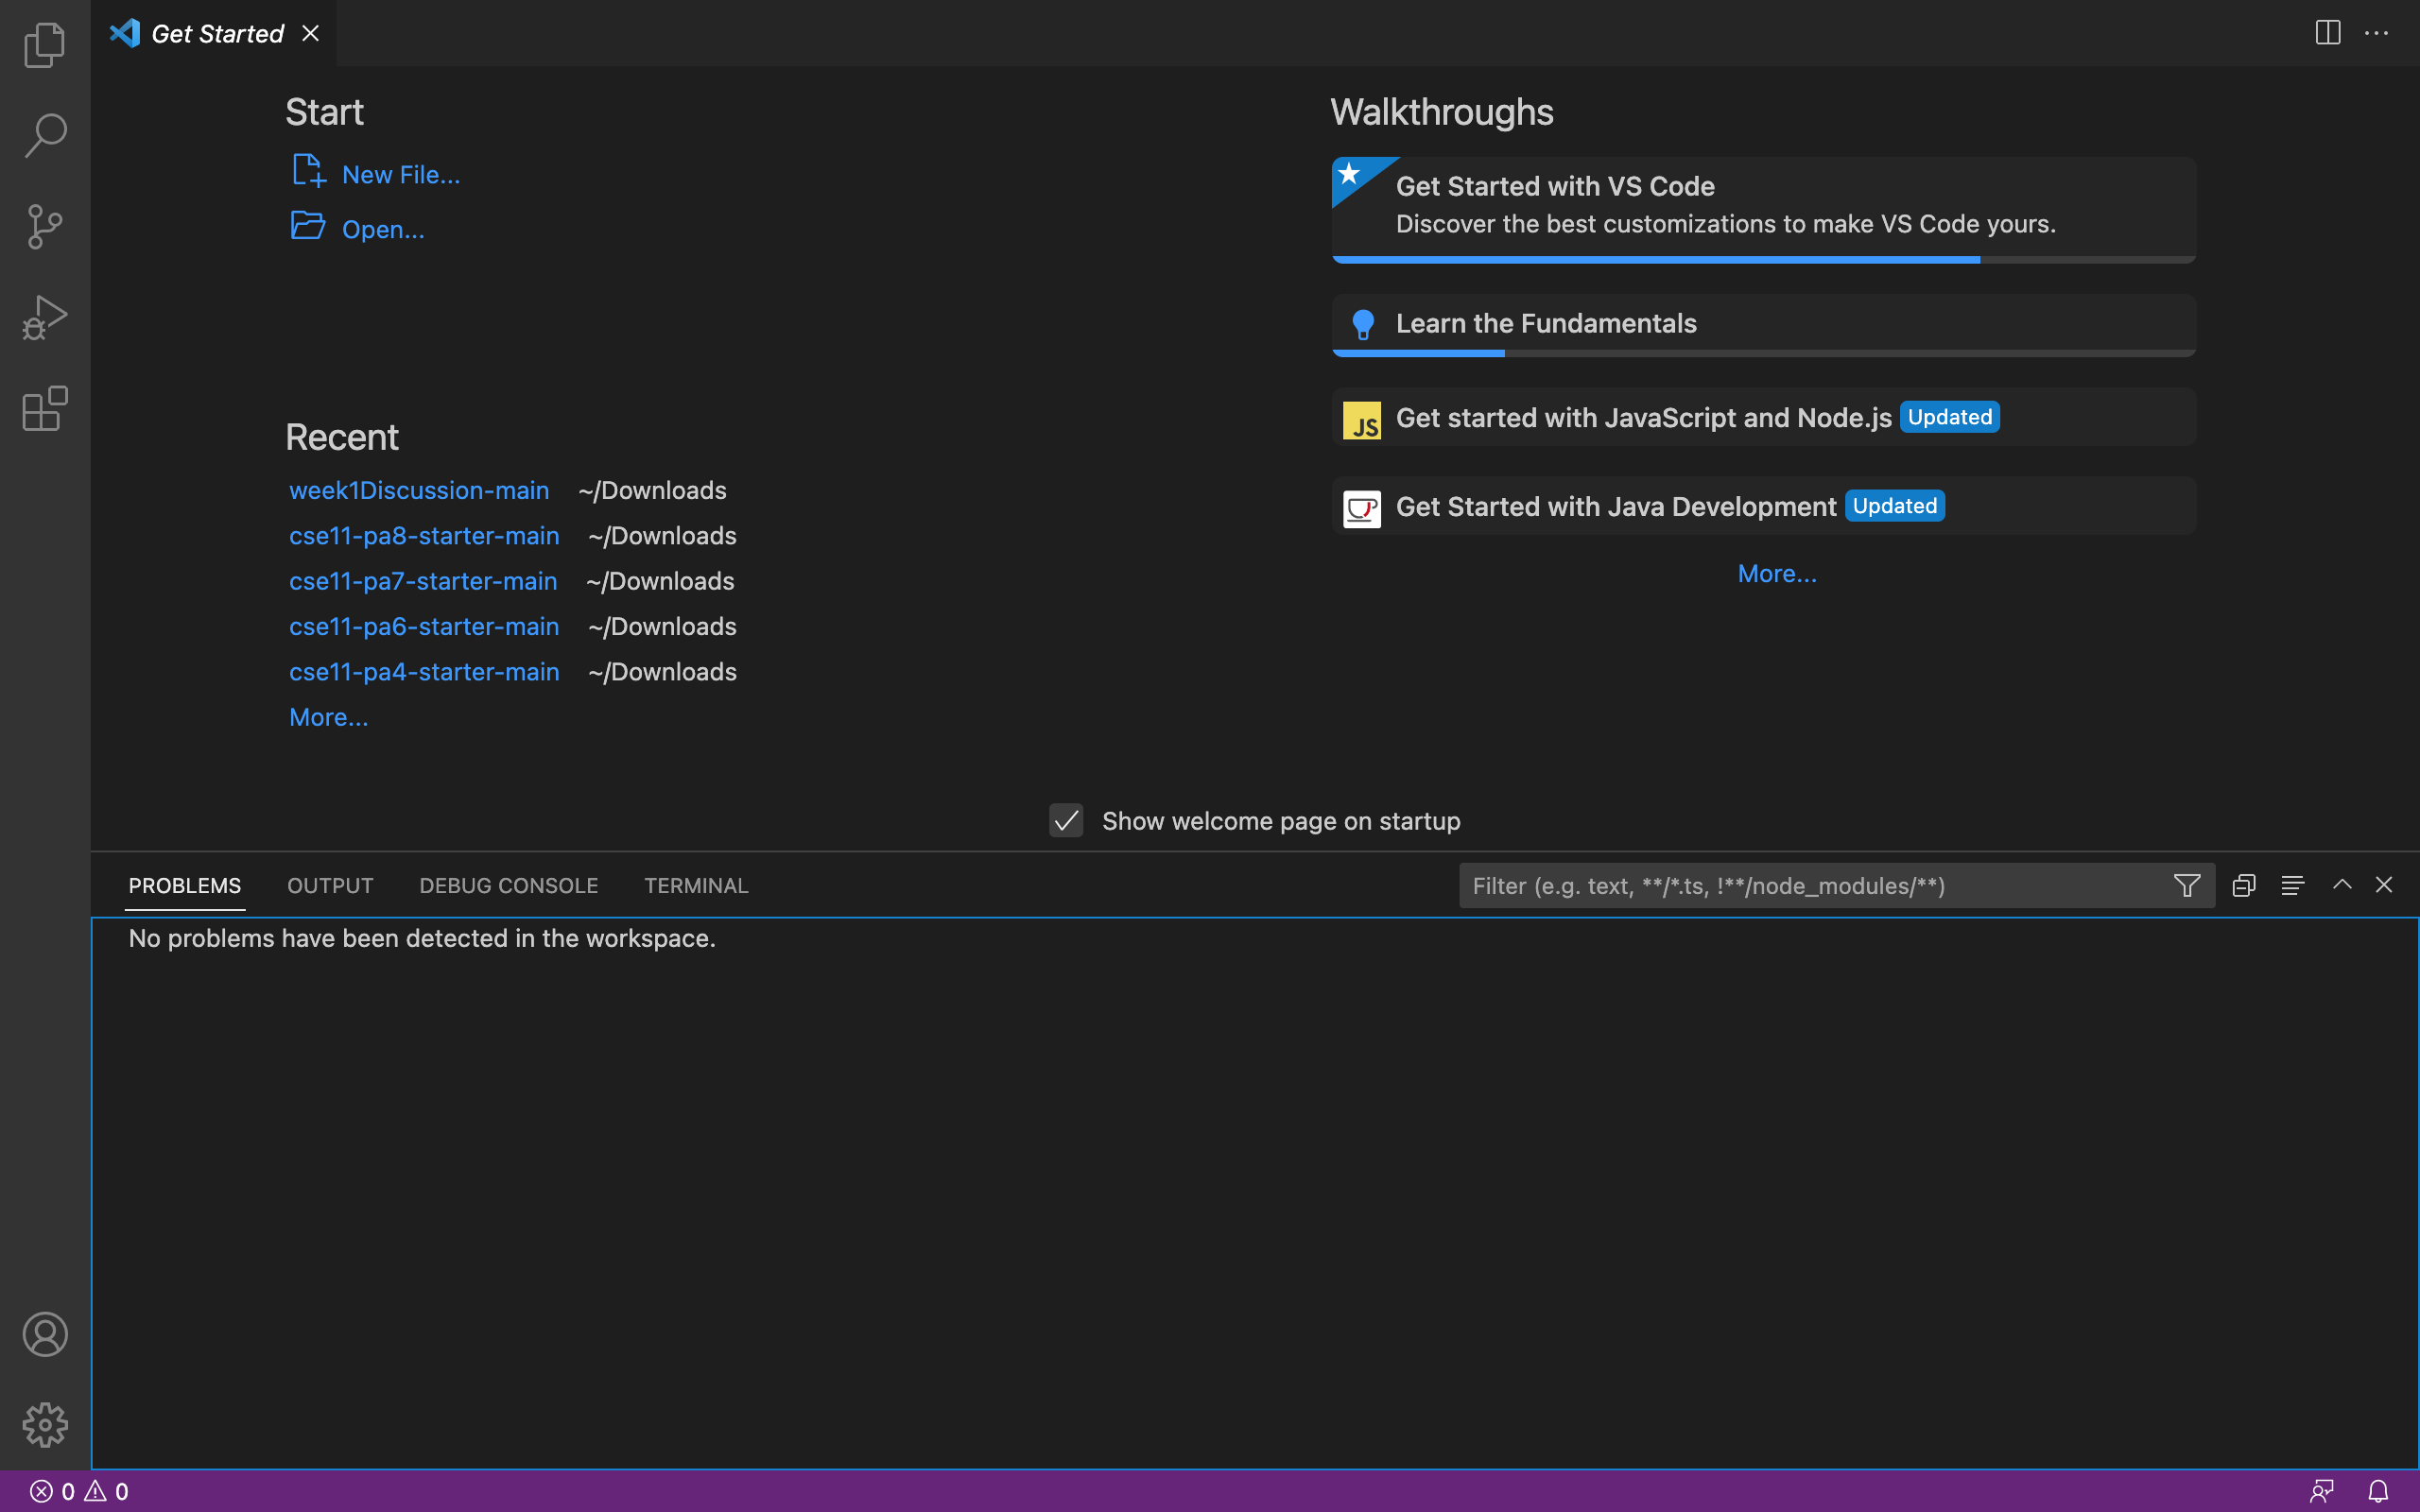 Get Started
Start
New File...
Open...
Recent
week1Discussion-main ~/Downloads
cse11-pa8-starter-main ~/Downloads
cse11-pa7-starter-main ~/Downloads
cse11-pa6-starter-main ~/Downloads
cse11-pa4-starter-main ~/Downloads
More...
Walkthroughs
Get Started with VS Code
Discover the best customizations to make VS Code yours.
Learn the Fundamentals
JS Get started with JavaScript and Node.js Updated
Get Started with Java Development Updated
More...
Show welcome page on startup
PROBLEMS OUTPUT DEBUG CONSOLE TERMINAL Filter (e.g. text, **/*.ts, !**/node_modules/**)
No problems have been detected in the workspace.
0 0